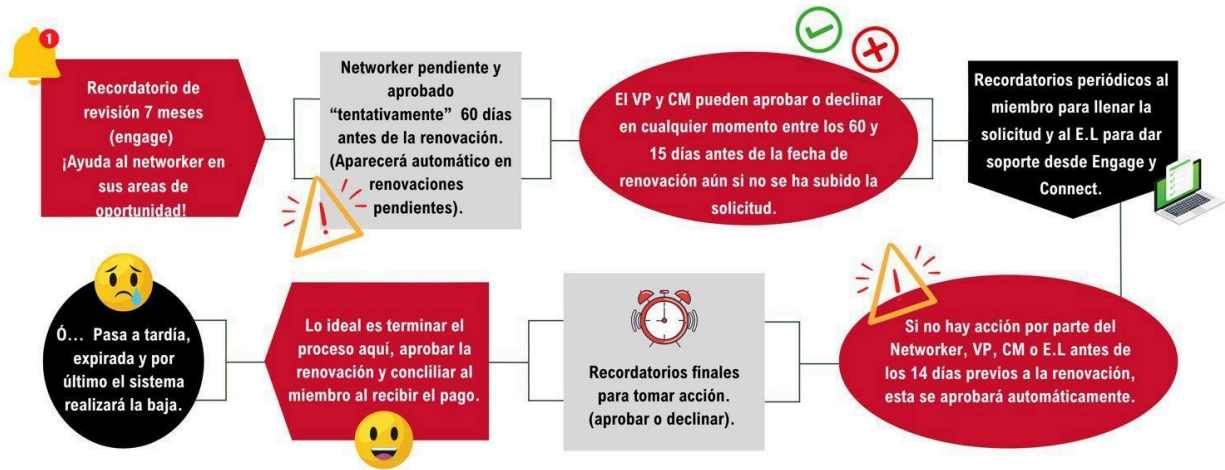 1
Recordatorio de
revisión 7 meses
(engage)
¡Ayuda al networker en
sus areas de
oportunidad!
Networker pendiente y
aprobado
“tentativamente” 60 días
antes de la renovación.
(Aparecerá automático en
renovaciones
pendientes).
El VP y CM pueden aprobar o declinar
en cualquier momento entre los 60 y
15 días antes de la fecha de
renovación aún si no se ha subido la
solicitud.
Recordatorios periódicos al
miembro para llenar la
solicitud y al E.L para dar
soporte desde Engage y
Connect.
Si no hay acción por parte del
Networker, VP, CM o E.L antes de
los 14 días previos a la renovación,
esta se aprobará automáticamente.
Recordatorios finales
para tomar acción.
(aprobar o declinar).
Lo ideal es terminar el
proceso aquí, aprobar la
renovación y concliliar al
miembro al recibir el pago.
Ó... Pasa a tardía,
expirada y por
último el sistema
realizará la baja.